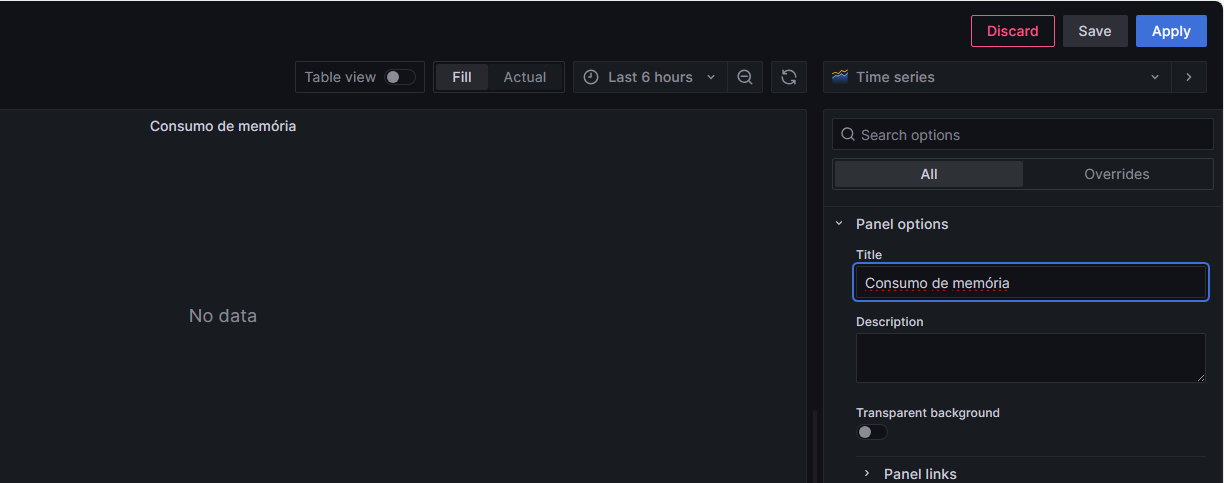 Discard
Save
Apply
Table view
Fill
Actual
Last 6 hours
Time series
Consumo de memória
Search options
All
Overrides
Panel options
Title
Consumo de memória
No data
Description
Transparent background
Panel links